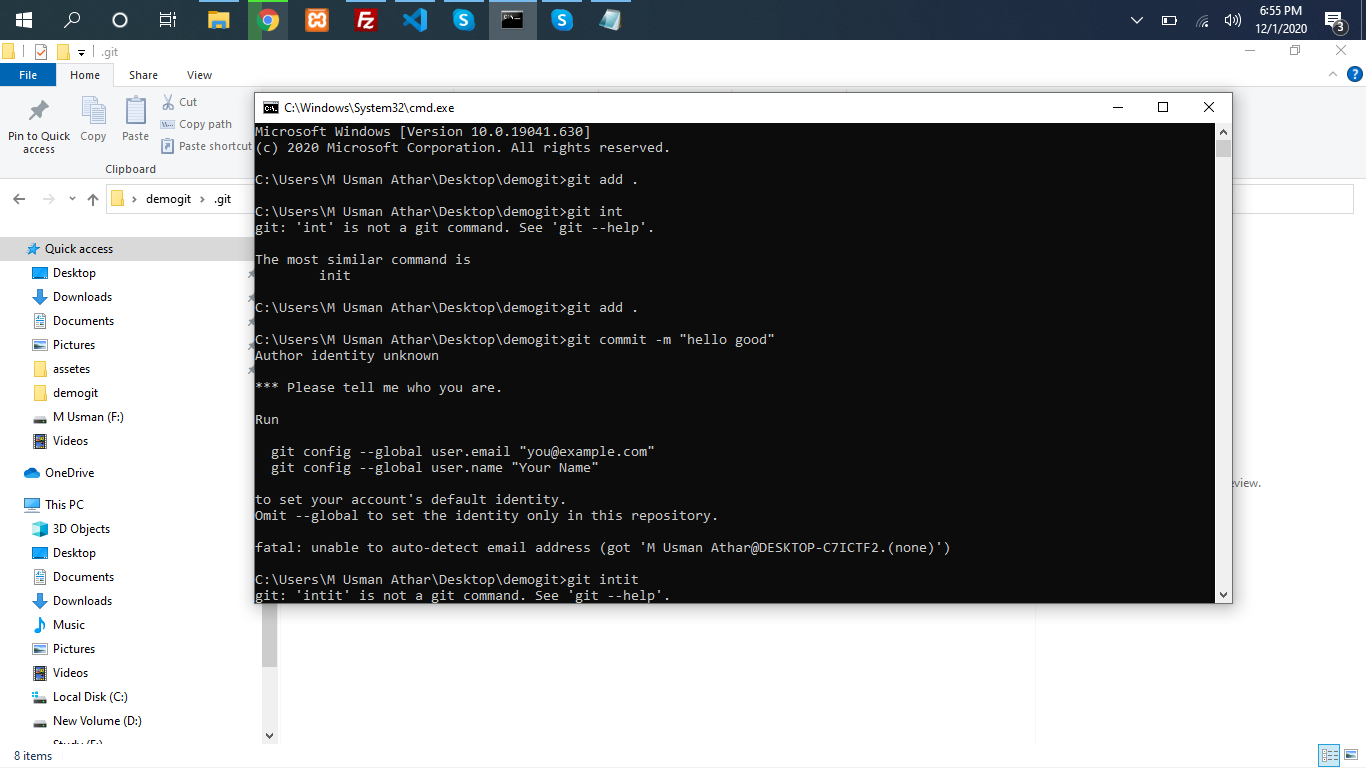 6:55 PM
12/1/2020
3
.git
File Home Share View
Pin to Quick access
Copy
Paste
Cut
Copy path
Paste shortcut
Clipboard
demogit .git
C:\Windows\System32\cmd.exe
Microsoft Windows [Version 10.0.19041.630]
(c) 2020 Microsoft Corporation. All rights reserved.
C:\Users\M Usman Athar\Desktop\demogit>git add .
C:\Users\M Usman Athar\Desktop\demogit>git int
git: 'int' is not a git command. See 'git --help'.
The most similar command is
init
C:\Users\M Usman Athar\Desktop\demogit>git add .
C:\Users\M Usman Athar\Desktop\demogit>git commit -m "hello good"
Author identity unknown
*** Please tell me who you are.
Run
git config --global user.email "you@example.com"
git config --global user.name "Your Name"
to set your account's default identity.
Omit --global to set the identity only in this repository.
fatal: unable to auto-detect email address (got 'M Usman Athar@DESKTOP-C7ICTF2.(none)')
C:\Users\M Usman Athar\Desktop\demogit>git intit
git: 'intit' is not a git command. See 'git --help'.
Quick access
Desktop
Downloads
Documents
Pictures
assetes
demogit
M Usman (F:)
Videos
OneDrive
This PC
3D Objects
Desktop
Documents
Downloads
Music
Pictures
Videos
Local Disk (C:)
New Volume (D:)
8 items